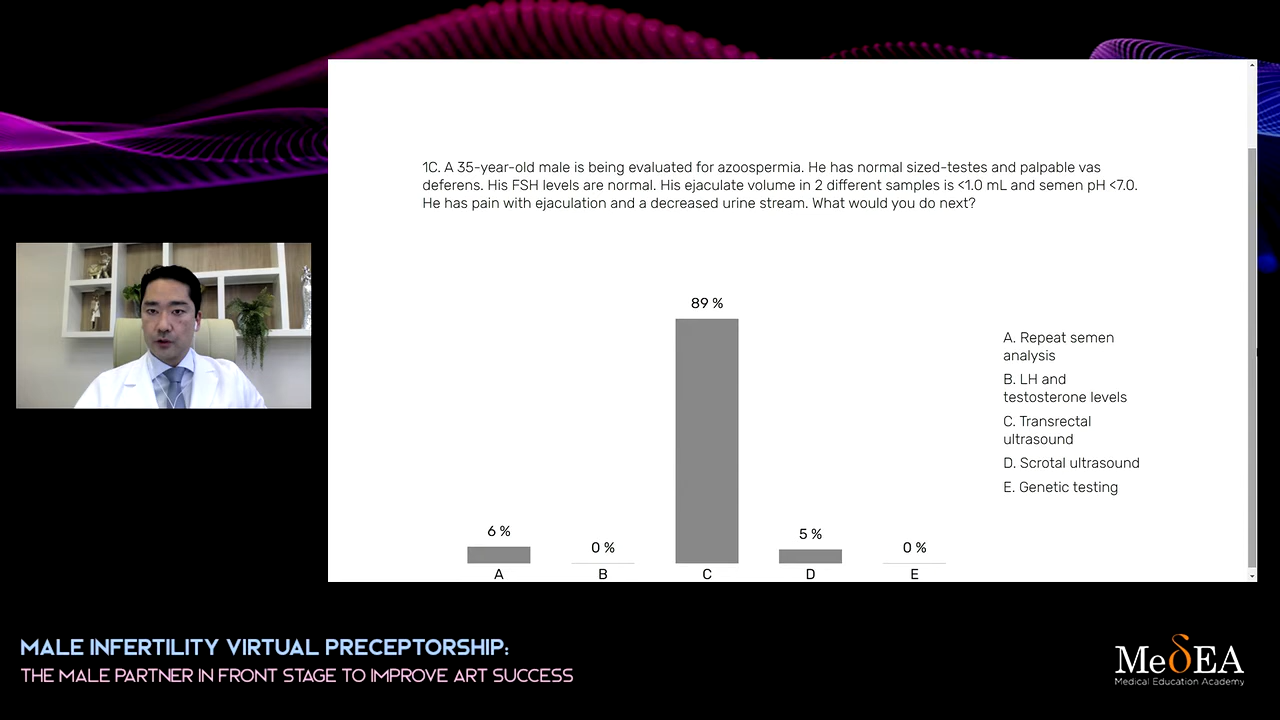 1C. A 35-year-old male is being evaluated for azoospermia. He has normal sized-testes and palpable vas
deferens. His FSH levels are normal. His ejaculate volume in 2 different samples is <1.0 mL and semen pH <7.0.
He has pain with ejaculation and a decreased urine stream. What would you do next?
89 %
6 %
0 %
5 %
0 %
A
B
C
D
E
A. Repeat semen
analysis
B. LH and
testosterone levels
C. Transrectal
ultrasound
D. Scrotal ultrasound
E. Genetic testing
MALE INFERTILITY VIRTUAL PRECEPTORSHIP:
THE MALE PARTNER IN FRONT STAGE TO IMPROVE ART SUCCESS
MeδEA
Medical Education Academy